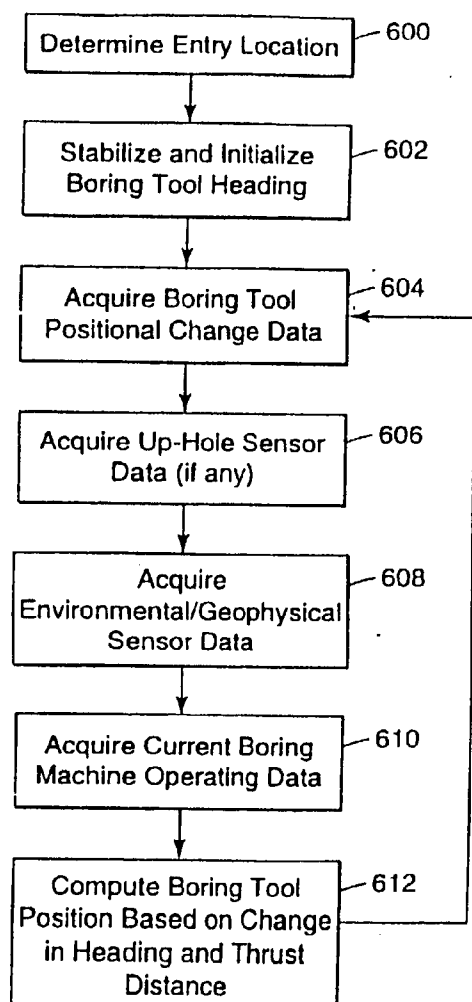 Determine Entry Location
600
Stabilize and Initialize
Boring Tool Heading
602
Acquire Boring Tool
Positional Change Data
604
Acquire Up-Hole Sensor
Data (if any)
606
Acquire
Environmental/Geophysical
Sensor Data
608
Acquire Current Boring
Machine Operating Data
610
Compute Boring Tool
Position Based on Change
in Heading and Thrust
Distance
612